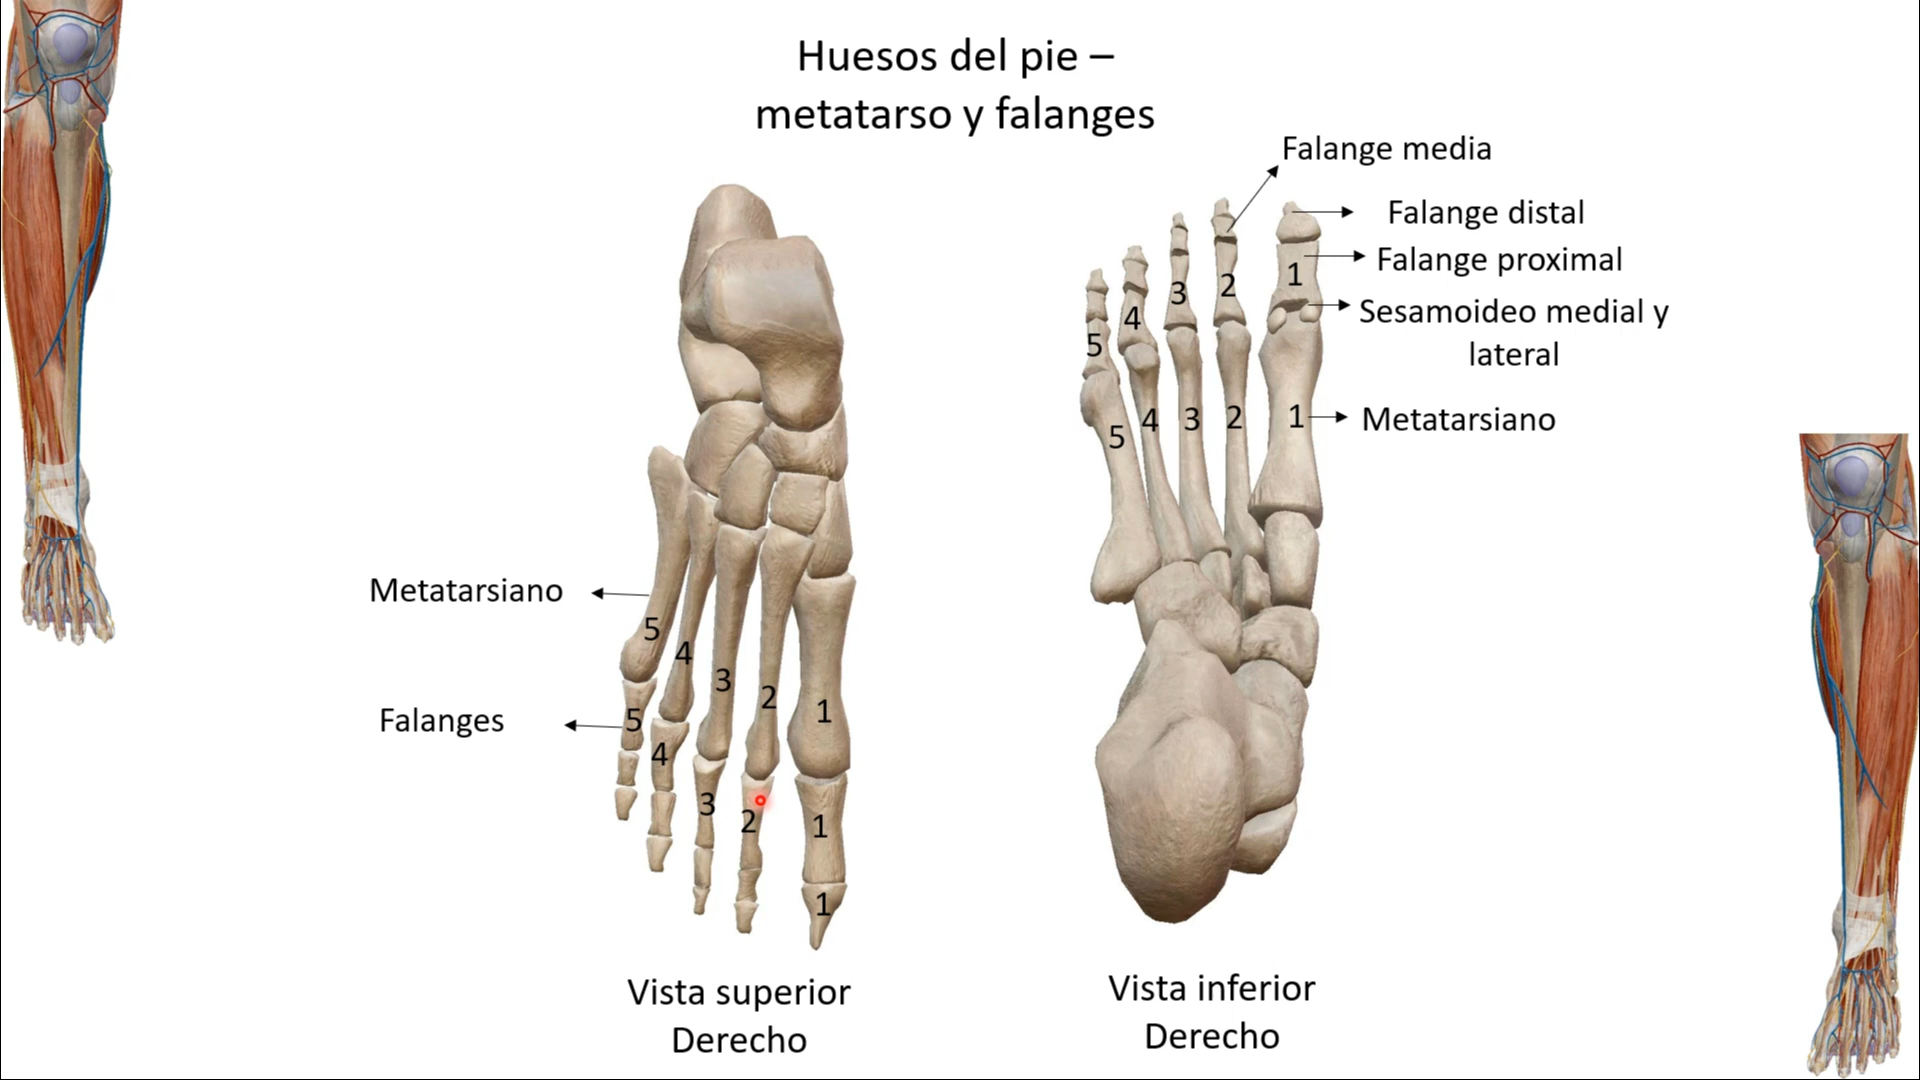 Huesos del pie –
metatarso y falanges
Falange media
Falange distal
Falange proximal
Sesamoideo medial y
lateral
Metatarsiano
1
2
3
4
5
1
2
3
4
5
Metatarsiano
5
4
3
2
1
Falanges
5
4
3
2
1
1
Vista superior
Derecho
Vista inferior
Derecho